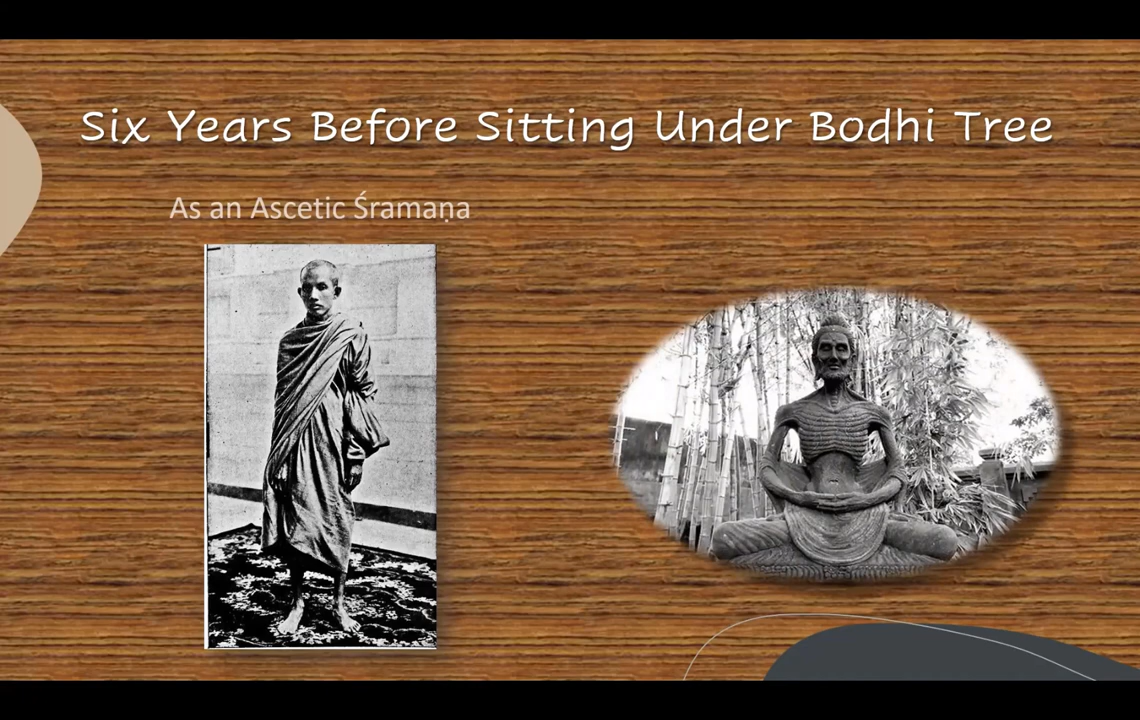 Six Years Before Sitting Under Bodhi Tree
As an Ascetic Śramaṇa